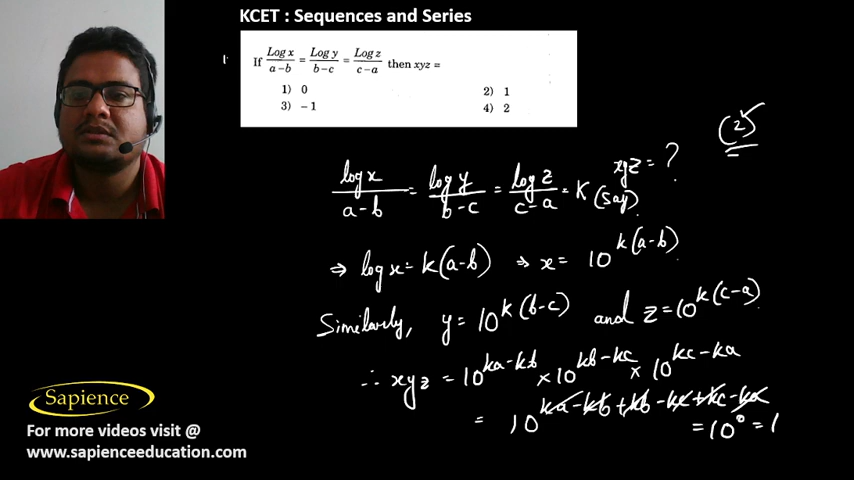 KCET : Sequences and Series
If Log x / a – b = Log y / b – c = Log z / c – a then xyz =
1) 0 2) 1
3) – 1 4) 2
(2)
xyz = ?
log x / a – b = log y / b – c = log z / c – a = K (say)
⇒ log x = k(a–b) ⇒ x = 10^k(a–b)
Similarly, y = 10^k(b–c) and z = 10^k(c–a)
∴ xyz = 10^ka–kb × 10^kb–kc × 10^kc–ka
= 10^ka–kb+kb–kc+kc–ka
= 10^0 = 1
Sapience
For more videos visit @
www.sapienceeducation.com